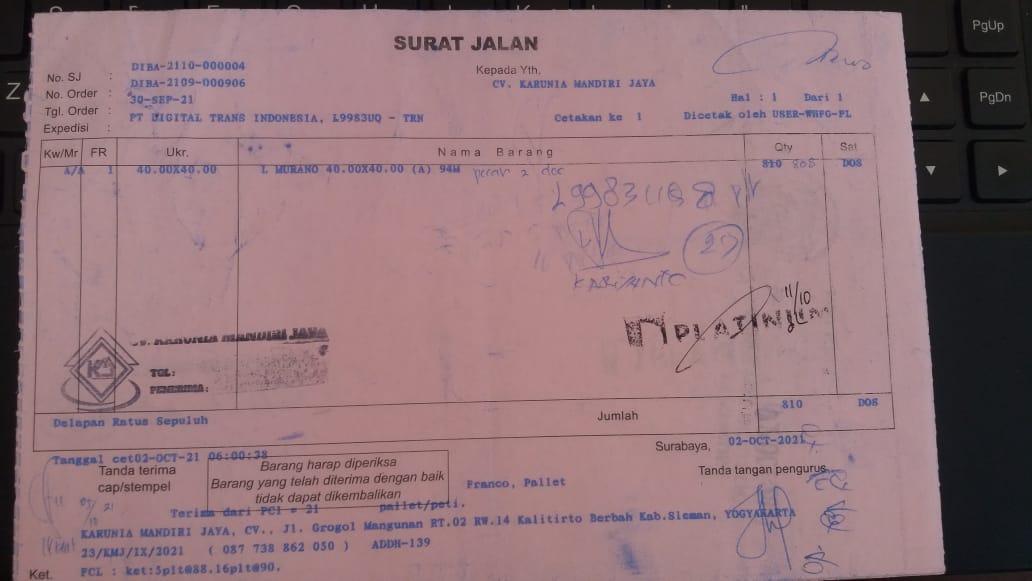 SURAT JALAN
No. SJ : DIBA-2110-000004
No. Order : DIBA-2109-000906
Tgl. Order : 30-SEP-21
Expedisi : PT DIGITAL TRANS INDONESIA, L9983UQ - TRN
Kepada Yth,
CV. KARUNIA MANDIRI JAYA
Hal : 1 Dari 1
Cetakan ke 1 Dicetak oleh USER-WHFG-PL
Kw/Mr FR Ukr. Nama Barang Qty Sat
A/A 1 40.00X40.00 L MURANO 40.00X40.00 (A) 94M 810 808 DOS
27
11/10
PLATINUM
CV. KARUNIA MANDIRI JAYA
KMJ
TGL:
PENERIMA:
Jumlah 810 DOS
Delapan Ratus Sepuluh
Surabaya, 02-OCT-2021
Tanggal cet02-OCT-21 06:00:38
Tanda terima
cap/stempel
Barang harap diperiksa
Barang yang telah diterima dengan baik
tidak dapat dikembalikan
Franco, Pallet
Tanda tangan pengurus
Terima dari PCI = 21 pallet/peti.
KARUNIA MANDIRI JAYA, CV., Jl. Grogol Mangunan RT.02 RW.14 Kalitirto Berbah Kab.Sleman, YOGYAKARTA
23/KMJ/IX/2021 ( 087 738 862 050 ) ADDH-139
Ket. FCL : ket:5plt@88.16plt@90.